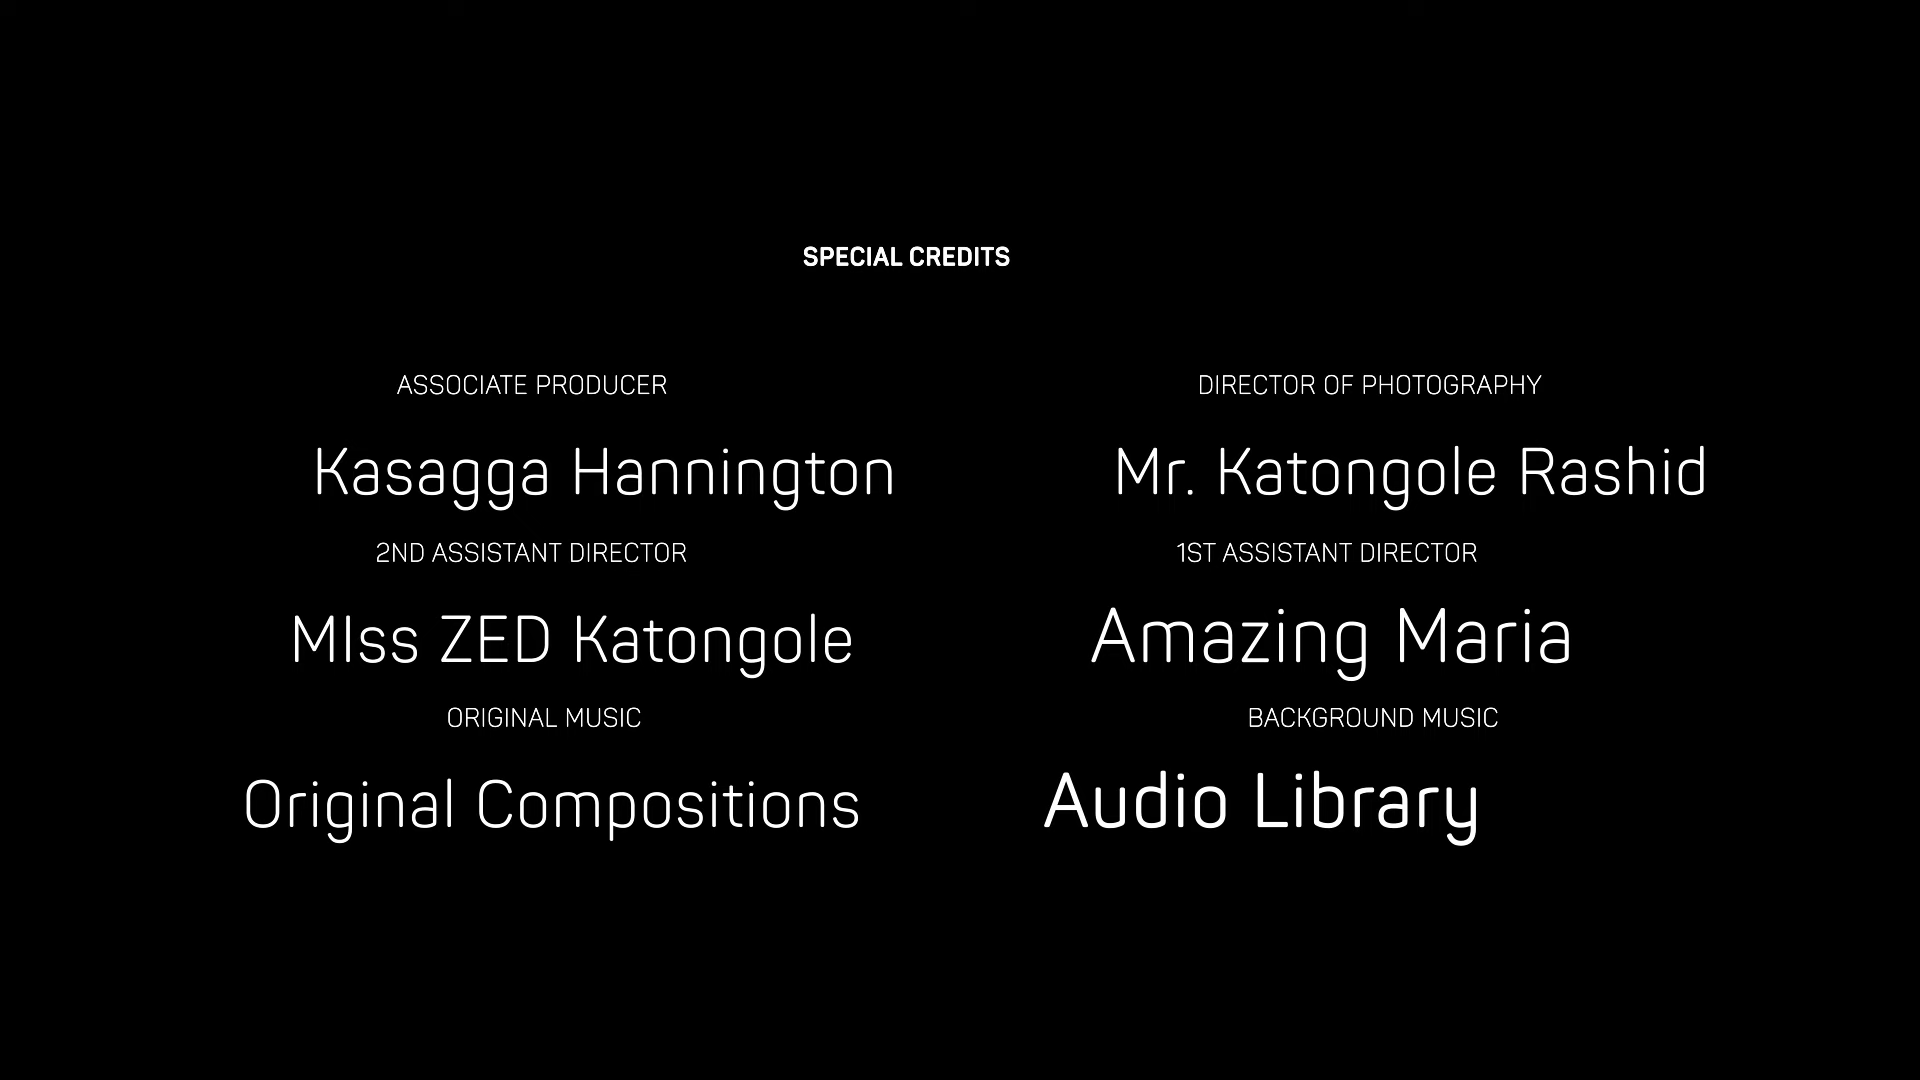 SPECIAL CREDITS
ASSOCIATE PRODUCER
Kasagga Hannington
DIRECTOR OF PHOTOGRAPHY
Mr. Katongole Rashid
2ND ASSISTANT DIRECTOR
MIss ZED Katongole
1ST ASSISTANT DIRECTOR
Amazing Maria
ORIGINAL MUSIC
Original Compositions
BACKGROUND MUSIC
Audio Library